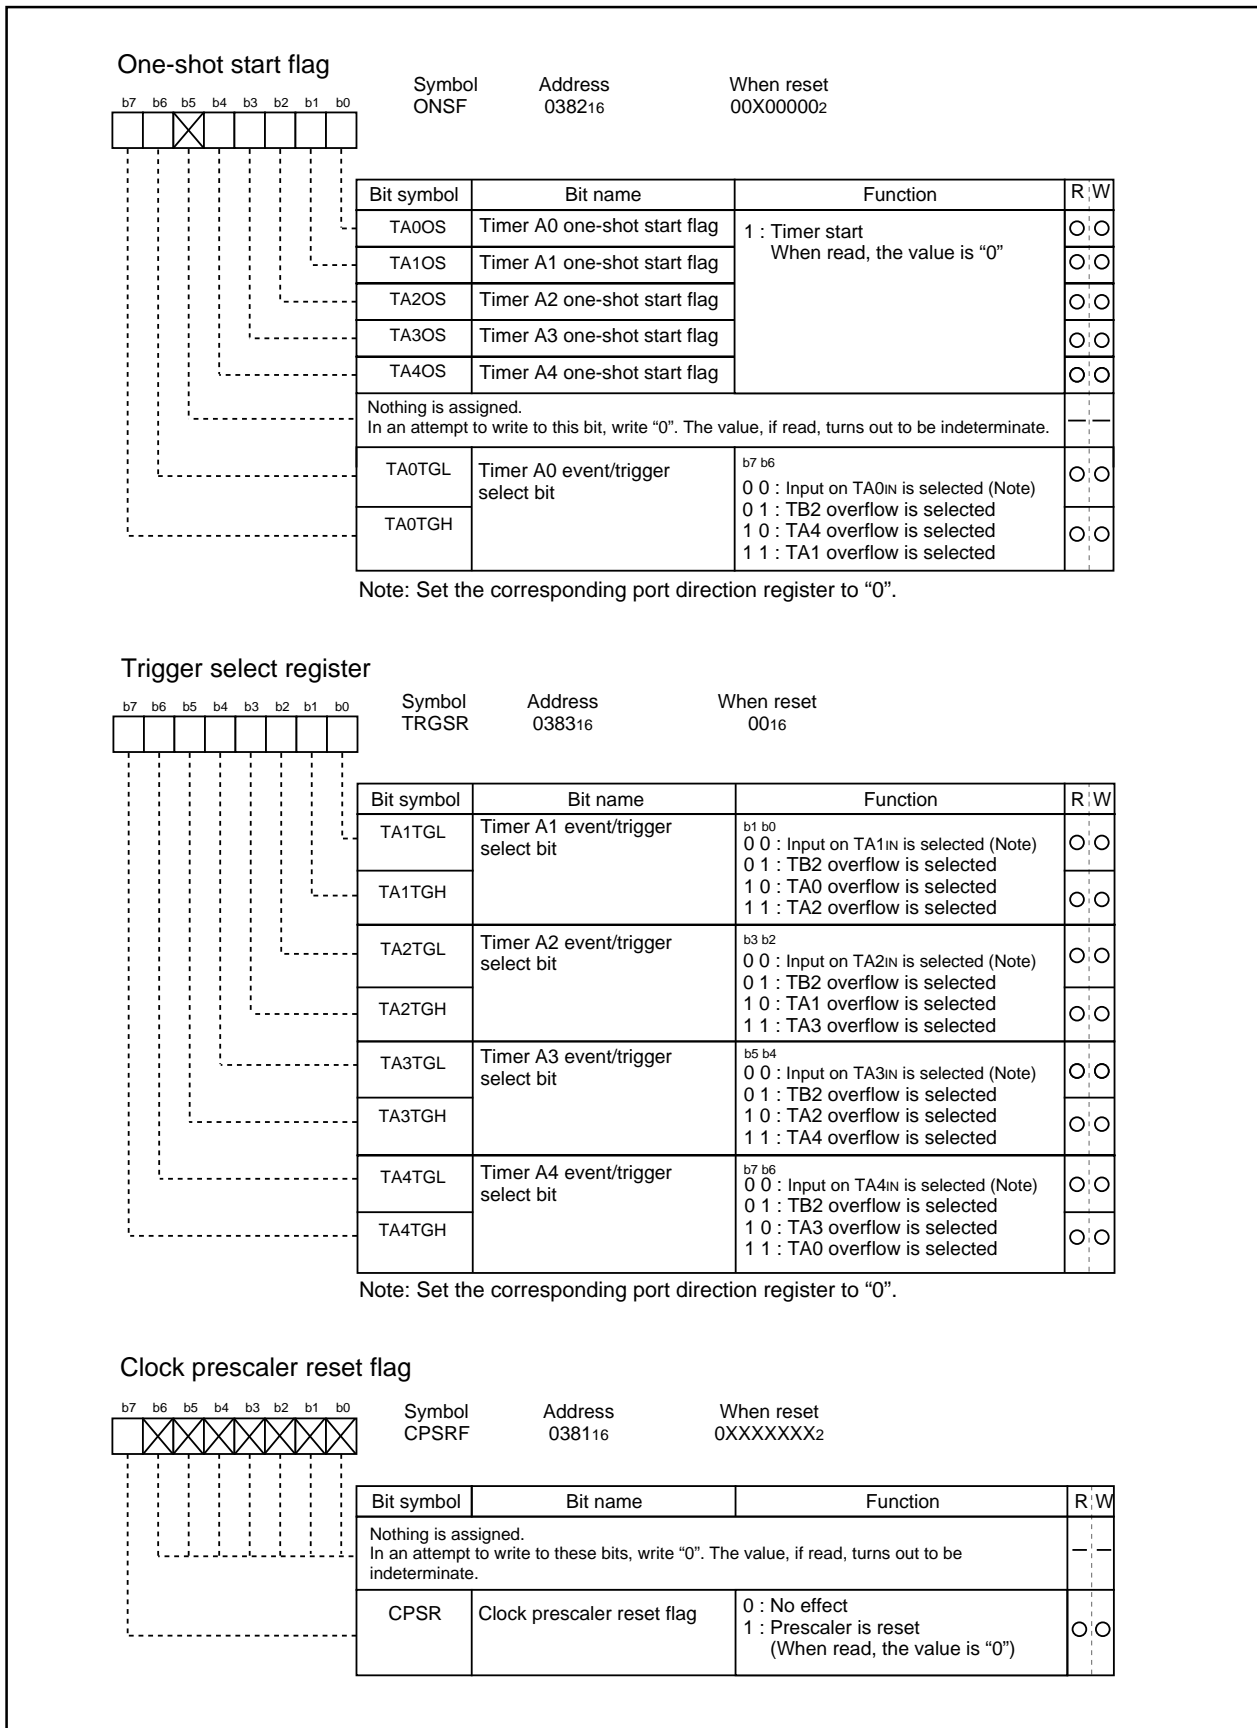 One-shot start flag
Symbol Address When reset
ONSF 038216 00X000002
b7 b6 b5 b4 b3 b2 b1 b0
Bit symbol Bit name Function R W
TA0OS Timer A0 one-shot start flag 1 : Timer start
When read, the value is “0”
TA1OS Timer A1 one-shot start flag
TA2OS Timer A2 one-shot start flag
TA3OS Timer A3 one-shot start flag
TA4OS Timer A4 one-shot start flag
Nothing is assigned.
In an attempt to write to this bit, write “0”. The value, if read, turns out to be indeterminate.
TA0TGL Timer A0 event/trigger
select bit
TA0TGH
b7 b6
0 0 : Input on TA0IN is selected (Note)
0 1 : TB2 overflow is selected
1 0 : TA4 overflow is selected
1 1 : TA1 overflow is selected
Note: Set the corresponding port direction register to “0”.
Trigger select register
Symbol Address When reset
TRGSR 038316 0016
b7 b6 b5 b4 b3 b2 b1 b0
Bit symbol Bit name Function R W
TA1TGL Timer A1 event/trigger
select bit
TA1TGH
b1 b0
0 0 : Input on TA1IN is selected (Note)
0 1 : TB2 overflow is selected
1 0 : TA0 overflow is selected
1 1 : TA2 overflow is selected
TA2TGL Timer A2 event/trigger
select bit
TA2TGH
b3 b2
0 0 : Input on TA2IN is selected (Note)
0 1 : TB2 overflow is selected
1 0 : TA1 overflow is selected
1 1 : TA3 overflow is selected
TA3TGL Timer A3 event/trigger
select bit
TA3TGH
b5 b4
0 0 : Input on TA3IN is selected (Note)
0 1 : TB2 overflow is selected
1 0 : TA2 overflow is selected
1 1 : TA4 overflow is selected
TA4TGL Timer A4 event/trigger
select bit
TA4TGH
b7 b6
0 0 : Input on TA4IN is selected (Note)
0 1 : TB2 overflow is selected
1 0 : TA3 overflow is selected
1 1 : TA0 overflow is selected
Note: Set the corresponding port direction register to “0”.
Clock prescaler reset flag
Symbol Address When reset
CPSRF 038116 0XXXXXXX2
b7 b6 b5 b4 b3 b2 b1 b0
Bit symbol Bit name Function R W
Nothing is assigned.
In an attempt to write to these bits, write “0”. The value, if read, turns out to be
indeterminate.
CPSR Clock prescaler reset flag
0 : No effect
1 : Prescaler is reset
(When read, the value is “0”)